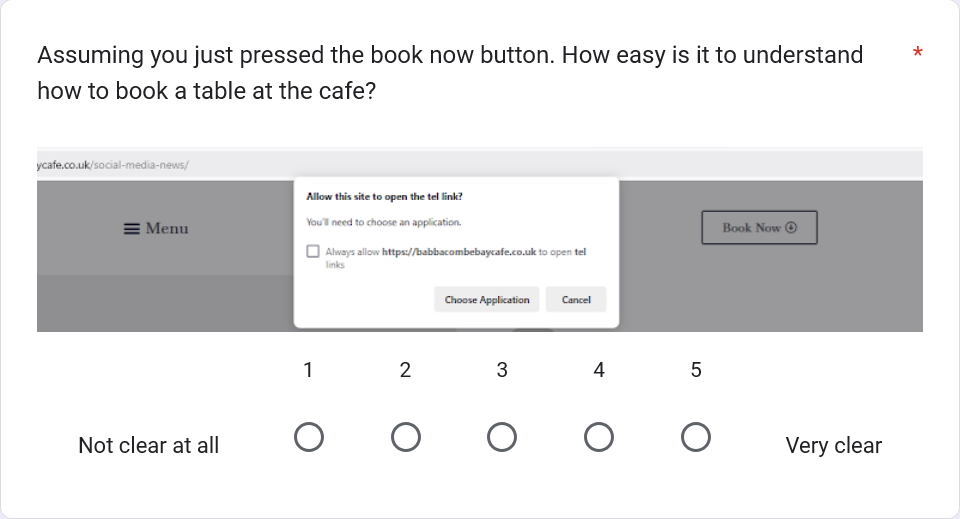 Assuming you just pressed the book now button. How easy is it to understand *
how to book a table at the cafe?
ycafe.co.uk/social-media-news/
Menu
Allow this site to open the tel link?
You'll need to choose an application.
Always allow https://babbacombebaycafe.co.uk to open tel
links
Choose Application Cancel
Book Now
1 2 3 4 5
Not clear at all Very clear